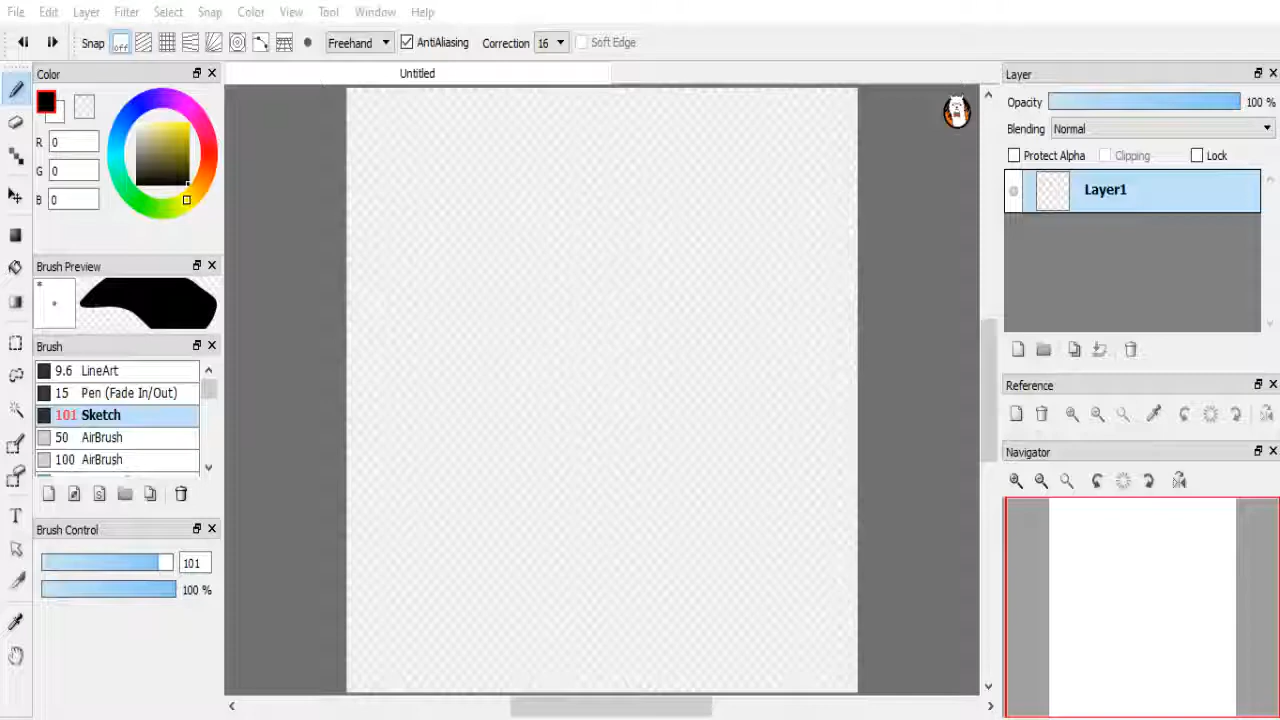 File Edit Layer Filter Select Snap Color View Tool Window Help
Snap off Freehand AntiAliasing Correction 16 Soft Edge
Color
Untitled
Layer
R 0
G 0
B 0
Opacity 100 %
Blending Normal
Protect Alpha Clipping Lock
Layer1
Brush Preview
Brush
9.6 LineArt
15 Pen (Fade In/Out)
101 Sketch
50 AirBrush
100 AirBrush
Brush Control
101
100 %
Reference
Navigator